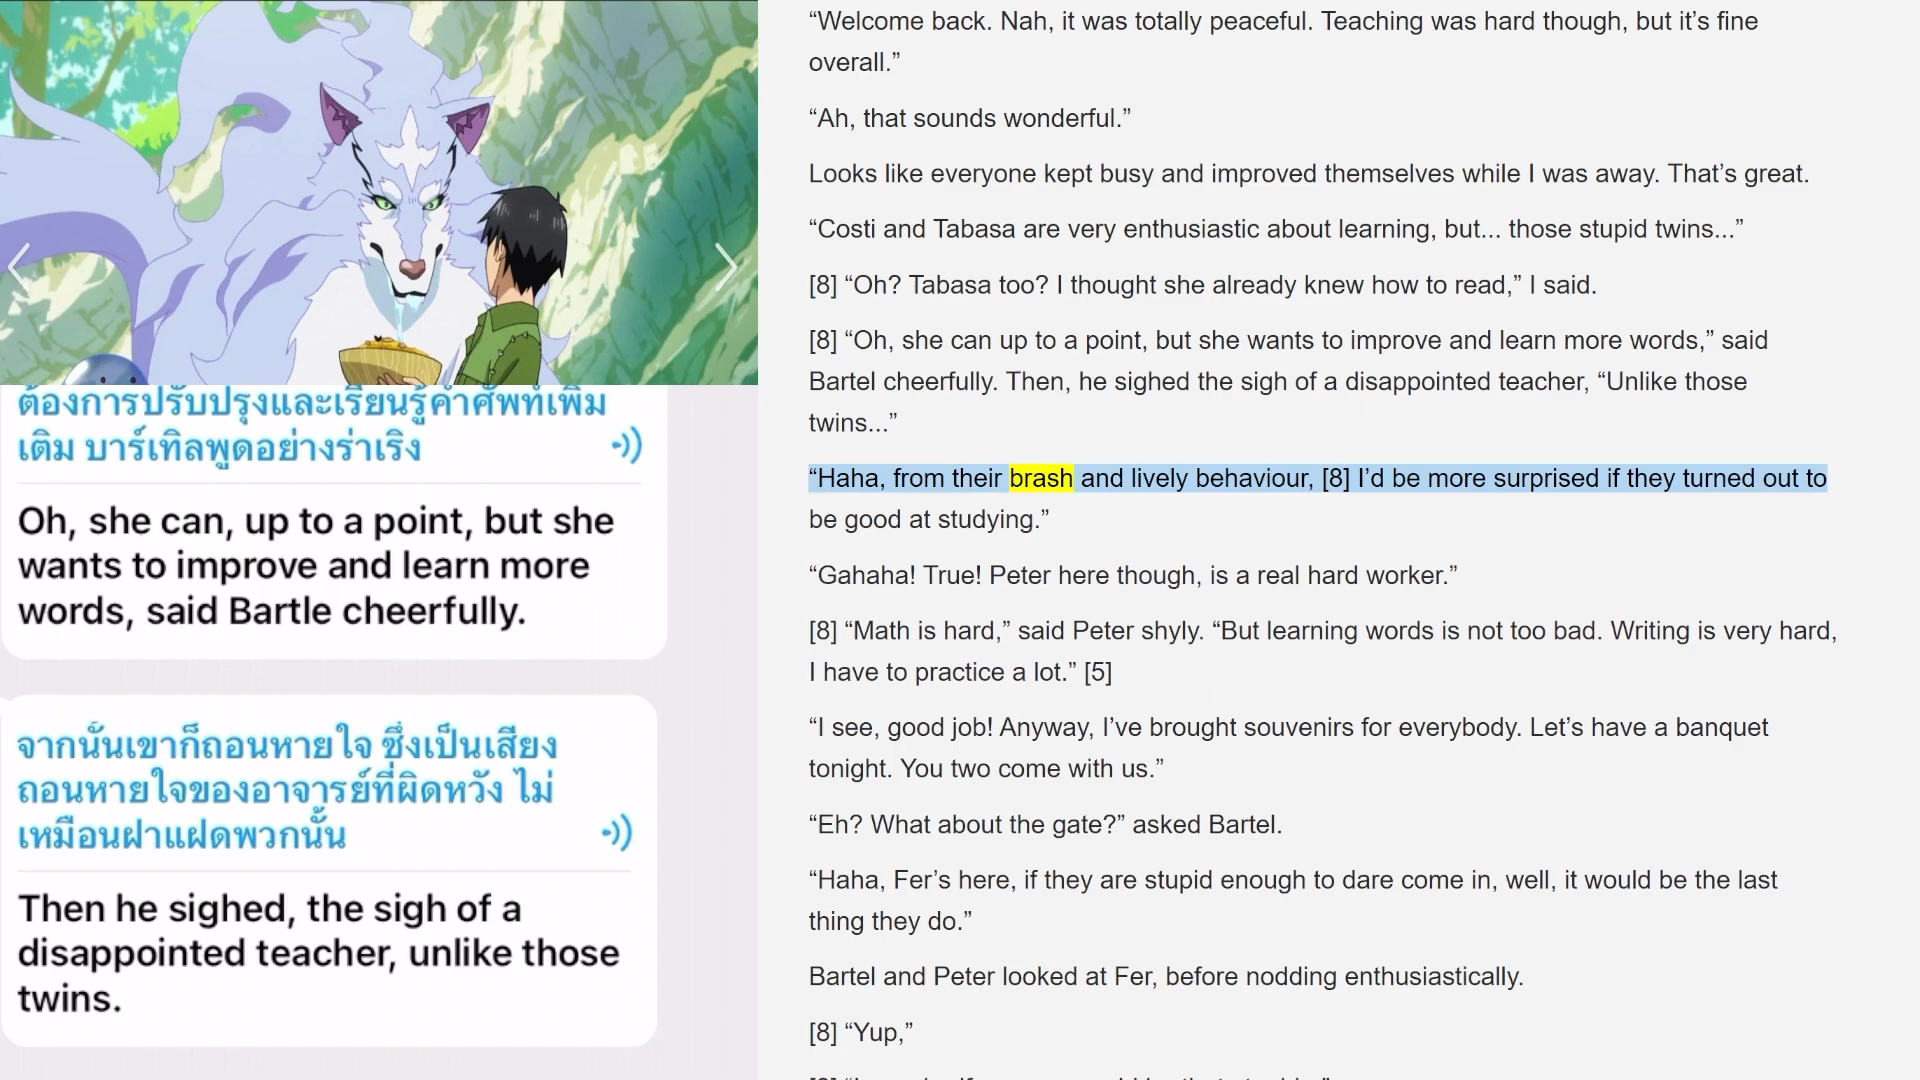 ต้องการปรับปรุงและเรียนรู้คำศัพท์เพิ่ม
เติม บาร์เทิลพูดอย่างร่าเริง
Oh, she can, up to a point, but she
wants to improve and learn more
words, said Bartle cheerfully.
จากนั้นเขาก็ถอนหายใจ ซึ่งเป็นเสียง
ถอนหายใจของอาจารย์ที่ผิดหวัง ไม่
เหมือนฝาแฝดพวกนั้น
Then he sighed, the sigh of a
disappointed teacher, unlike those
twins.
“Welcome back. Nah, it was totally peaceful. Teaching was hard though, but it’s fine
overall.”
“Ah, that sounds wonderful.”
Looks like everyone kept busy and improved themselves while I was away. That’s great.
“Costi and Tabasa are very enthusiastic about learning, but... those stupid twins...”
[8] “Oh? Tabasa too? I thought she already knew how to read,” I said.
[8] “Oh, she can up to a point, but she wants to improve and learn more words,” said
Bartel cheerfully. Then, he sighed the sigh of a disappointed teacher, “Unlike those
twins...”
“Haha, from their brash and lively behaviour, [8] I’d be more surprised if they turned out to
be good at studying.”
“Gahaha! True! Peter here though, is a real hard worker.”
[8] “Math is hard,” said Peter shyly. “But learning words is not too bad. Writing is very hard,
I have to practice a lot.” [5]
“I see, good job! Anyway, I’ve brought souvenirs for everybody. Let’s have a banquet
tonight. You two come with us.”
“Eh? What about the gate?” asked Bartel.
“Haha, Fer’s here, if they are stupid enough to dare come in, well, it would be the last
thing they do.”
Bartel and Peter looked at Fer, before nodding enthusiastically.
[8] “Yup,”